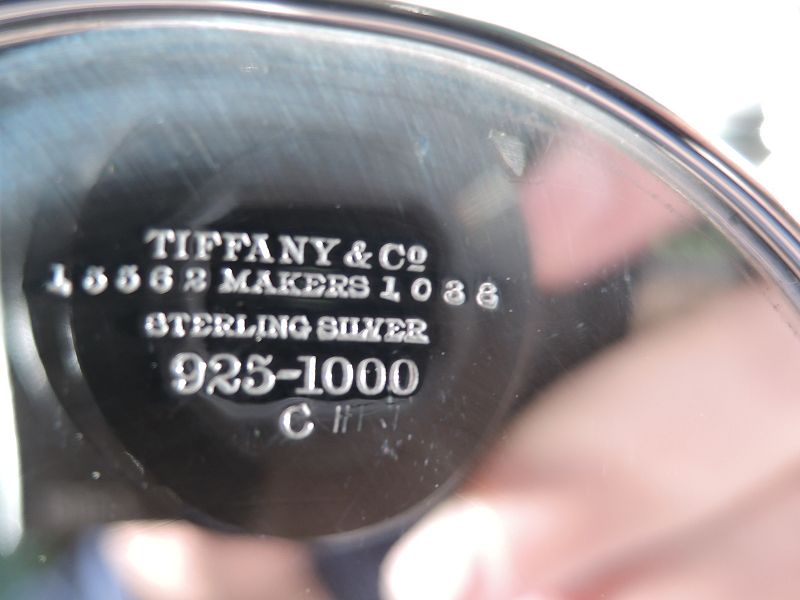 TIFFANY & Co
15562 MAKERS 1038
STERLING SILVER
925-1000
C